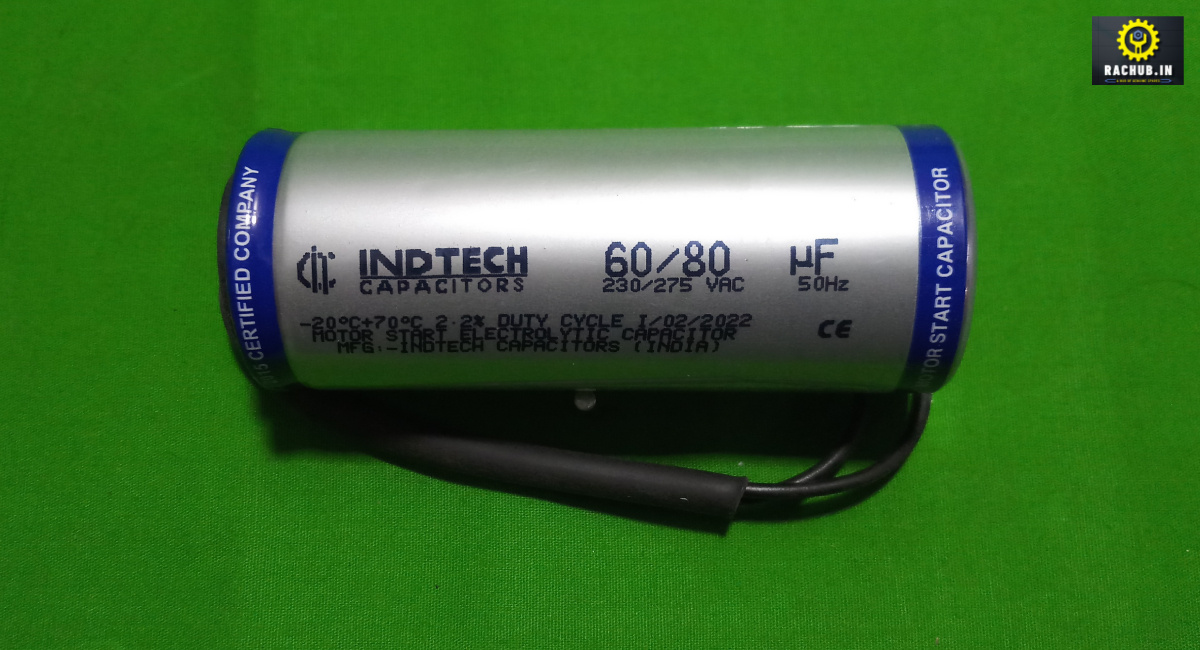 RACHUB.IN
CERTIFIED COMPANY
INDTECH
CAPACITORS
60/80 µF
230/275 VAC 50Hz
-20°C+70°C 2.2% DUTY CYCLE I/02/2022
MOTOR START ELECTROLYTIC CAPACITOR
MFG.-INDTECH CAPACITORS (INDIA)
CE
MOTOR START CAPACITOR